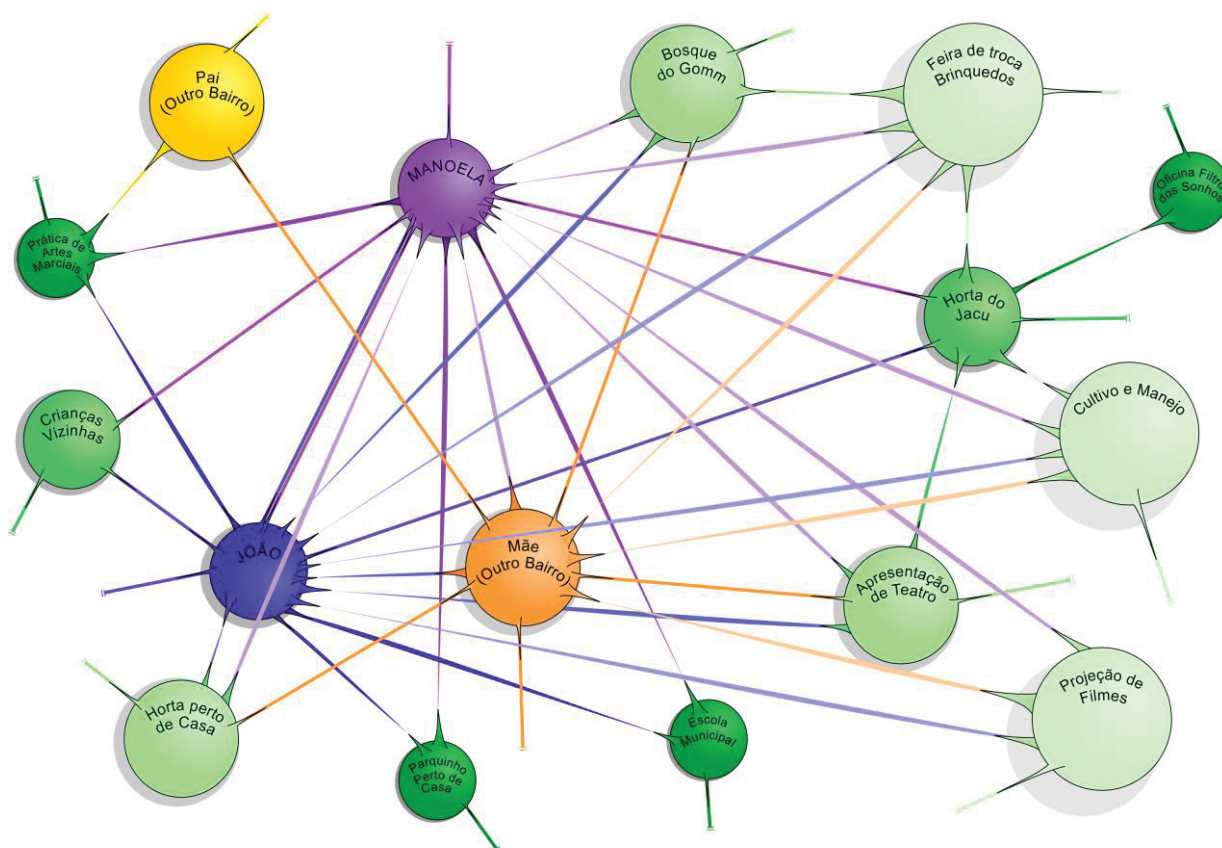 Pai
(Outro Bairro)
MANOELA
Bosque
do Gomm
Feira de troca
Brinquedos
Oficina Filtro
dos Sonhos
Prática de
Artes
Marciais
Horta do
Jacu
Crianças
Vizinhas
Cultivo e Manejo
JOÃO
Mãe
(Outro Bairro)
Apresentação
de Teatro
Horta perto
de Casa
Parquinho
Perto de
Casa
Escola
Municipal
Projeção de
Filmes